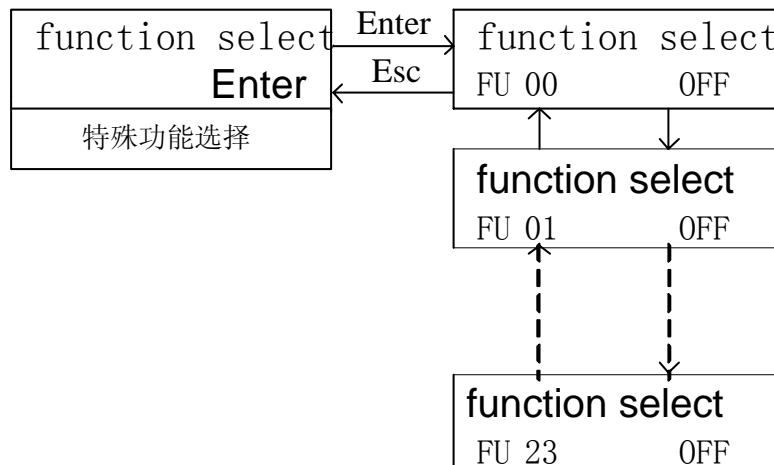 function select
Enter
特殊功能选择
Enter
Esc
function select
FU 00 OFF
function select
FU 01 OFF
function select
FU 23 OFF